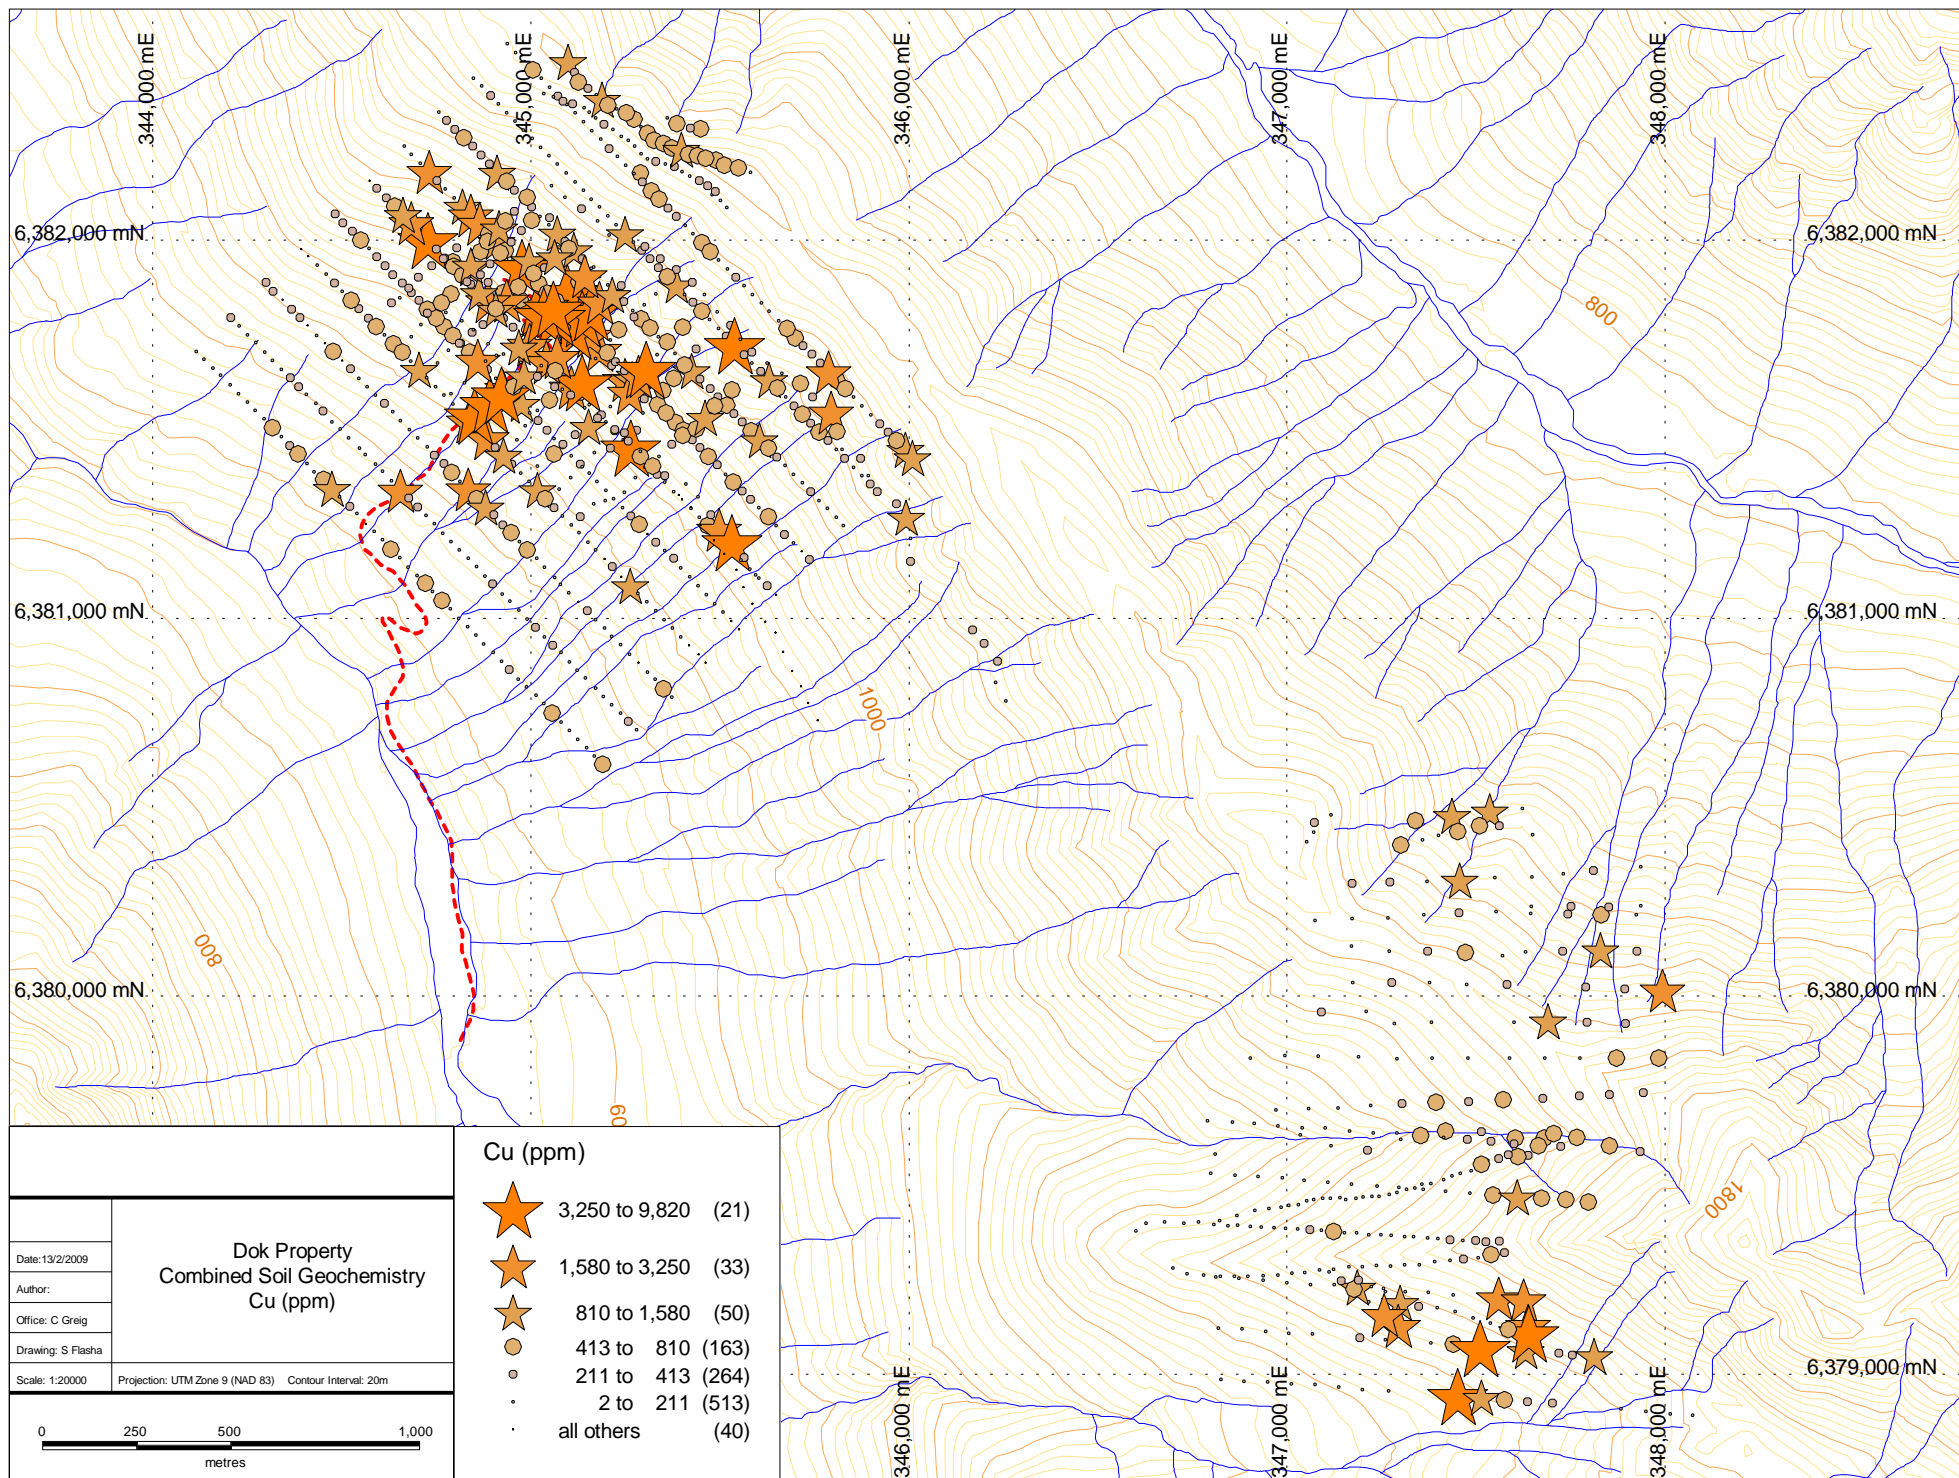 344,000 mE
345,000 mE
346,000 mE
347,000 mE
348,000 mE
6,382,000 mN
6,382,000 mN
800
6,381,000 mN
6,381,000 mN
1000
800
6,380,000 mN
6,380,000 mN
60
1800
6,379,000 mN
346,000 mE
347,000 mE
348,000 mE
Cu (ppm)
3,250 to 9,820 (21)
1,580 to 3,250 (33)
810 to 1,580 (50)
413 to 810 (163)
211 to 413 (264)
2 to 211 (513)
all others (40)
Dok Property
Combined Soil Geochemistry
Cu (ppm)
Date:13/2/2009
Author:
Office: C Greig
Drawing: S Flasha
Scale: 1:20000
Projection: UTM Zone 9 (NAD 83) Contour Interval: 20m
0 250 500 1,000
metres